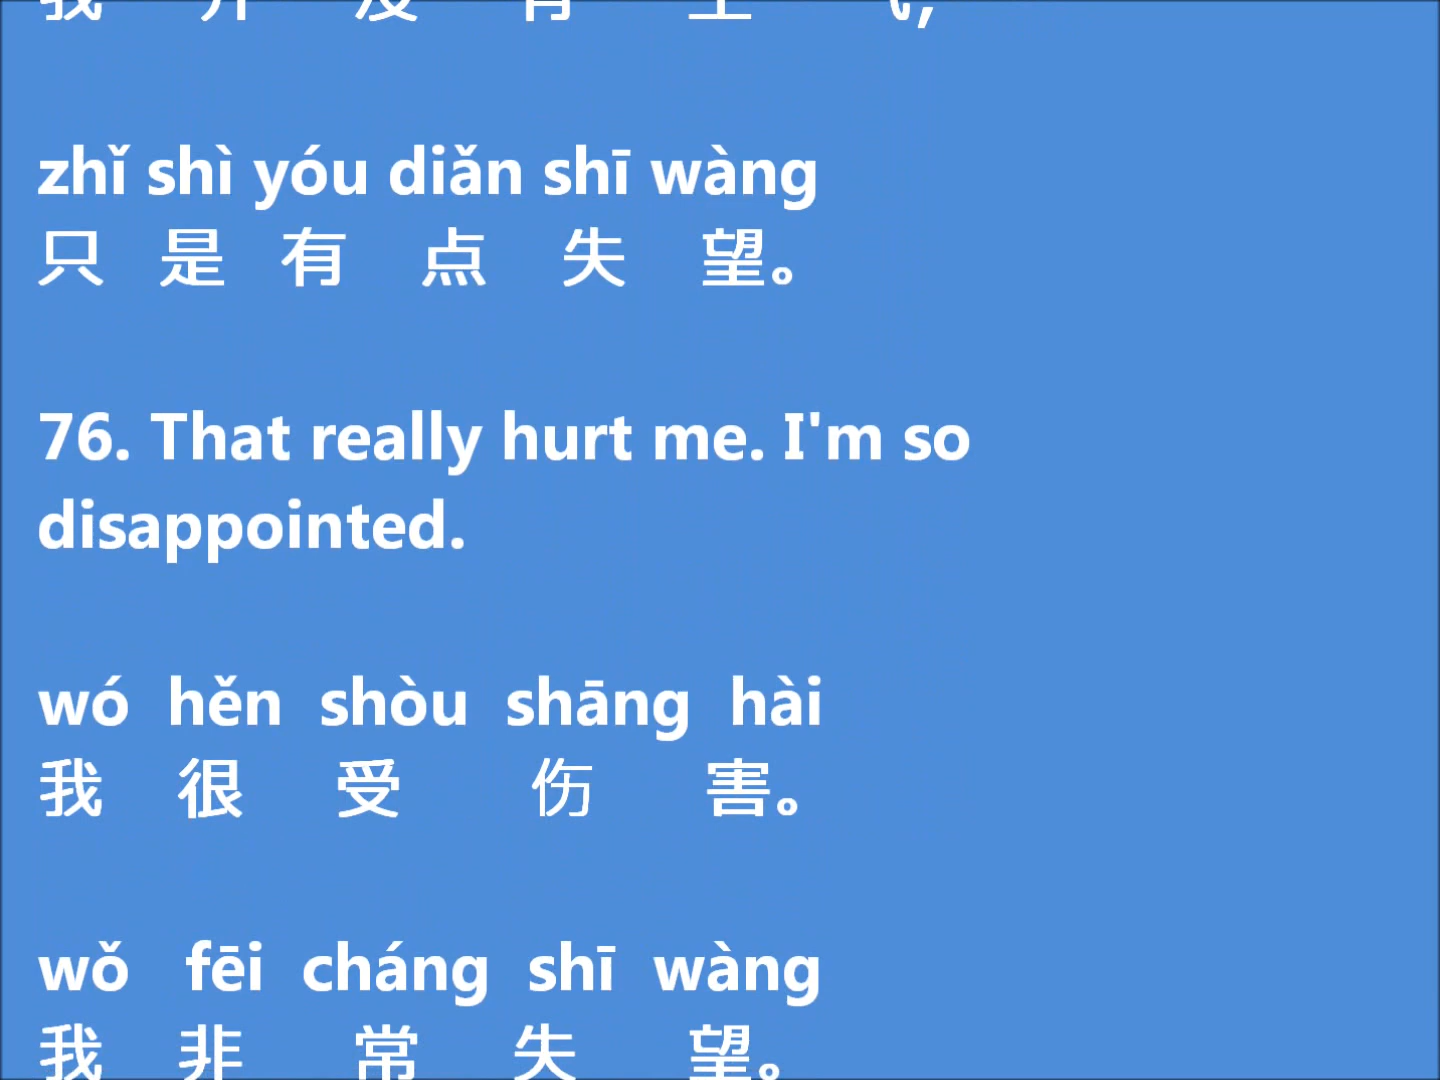 zhǐ shì yóu diǎn shī wàng
只 是 有 点 失 望。
76. That really hurt me. I'm so
disappointed.
wó hěn shòu shāng hài
我 很 受 伤 害。
wǒ fēi cháng shī wàng
我 非 常 失 望。